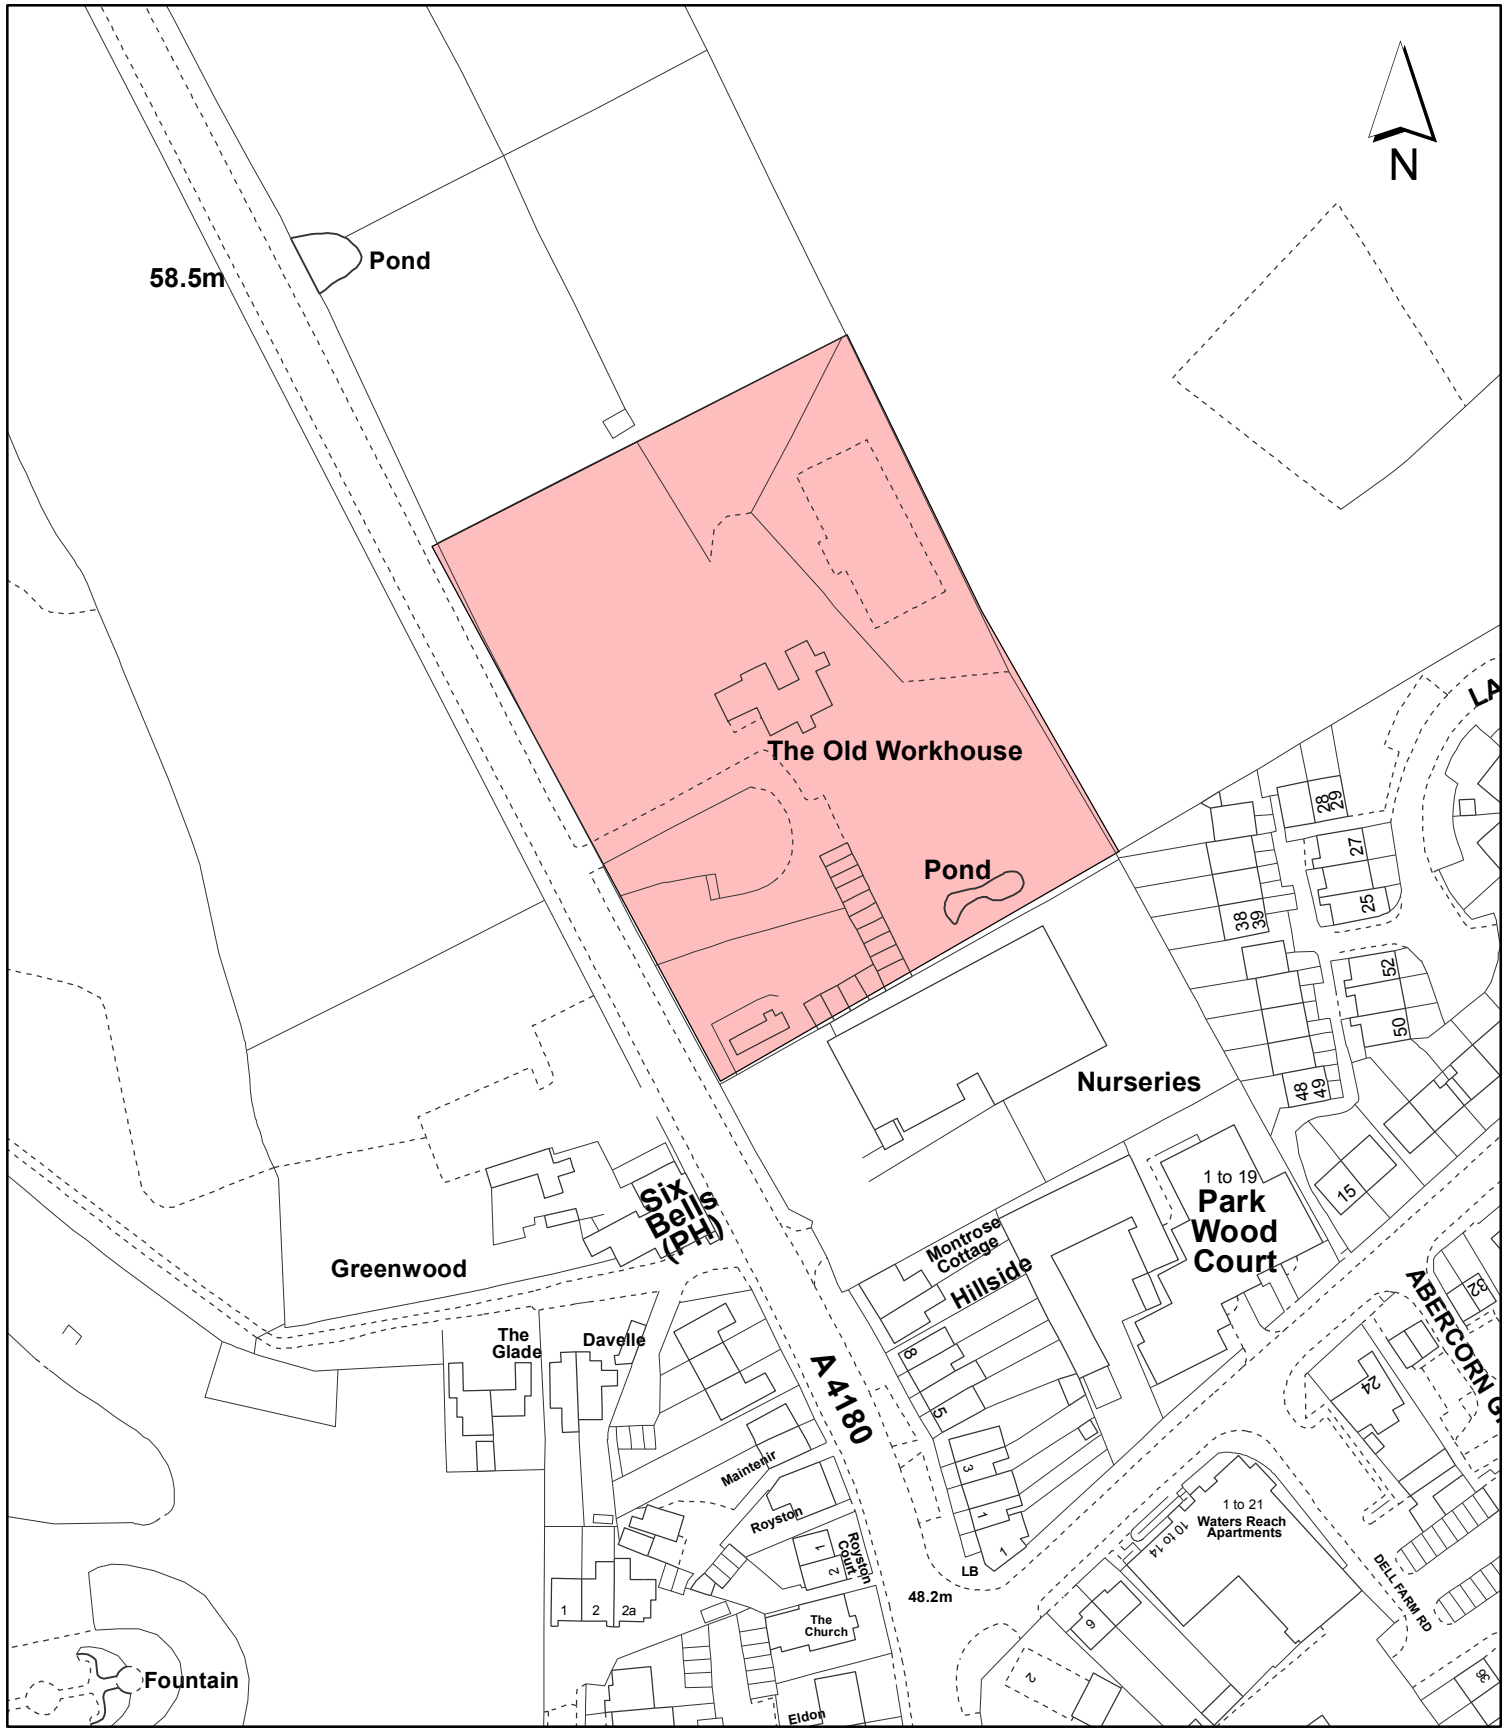 N
Pond
58.5m
LA
The Old Workhouse
28
29
27
Pond
25
38
39
52
50
Nurseries
48
49
1 to 19
Park
Wood
Court
15
Six
Bells
(PH)
Montrose
Cottage
Hillside
Greenwood
32
ABERCORN G
The
Glade
Davelle
8
A 4180
24
5
Maintenir
3
1
1
Royston
1 to 21
Waters Reach
Apartments
10 to 14
1
2
Royston
Court
LB
DELL FARM RD
48.2m
1
2
2a
The
Church
6
Fountain
2
36
Eldon